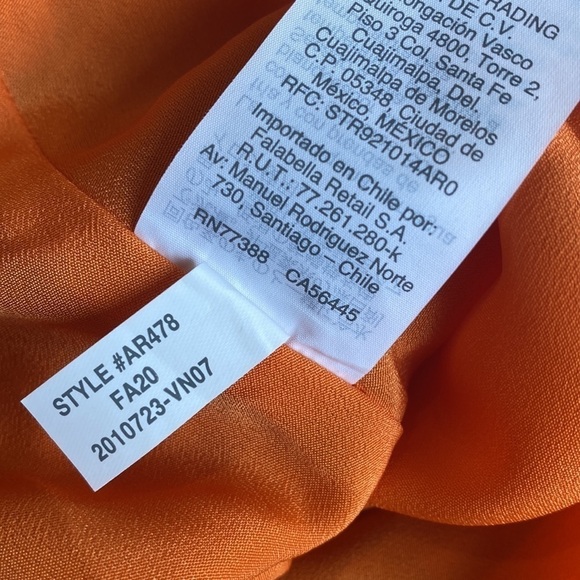 RADING
DE C.V.
ongación Vasco
Quiroga 4800, Torre 2,
Piso 3 Col. Santa Fe
Cuajimalpa, Del.
Cuajimalpa de Morelos
C.P. 05348, Ciudad de
México, MEXICO
RFC: STR921014AR0
Importado en Chile por:
Falabella Retail S.A.
R.U.T.: 77 261 280-k
Av: Manuel Rodriguez Norte
730, Santiago – Chile
RN77388 CA56445
STYLE #AR478
FA20
2010723-VN07